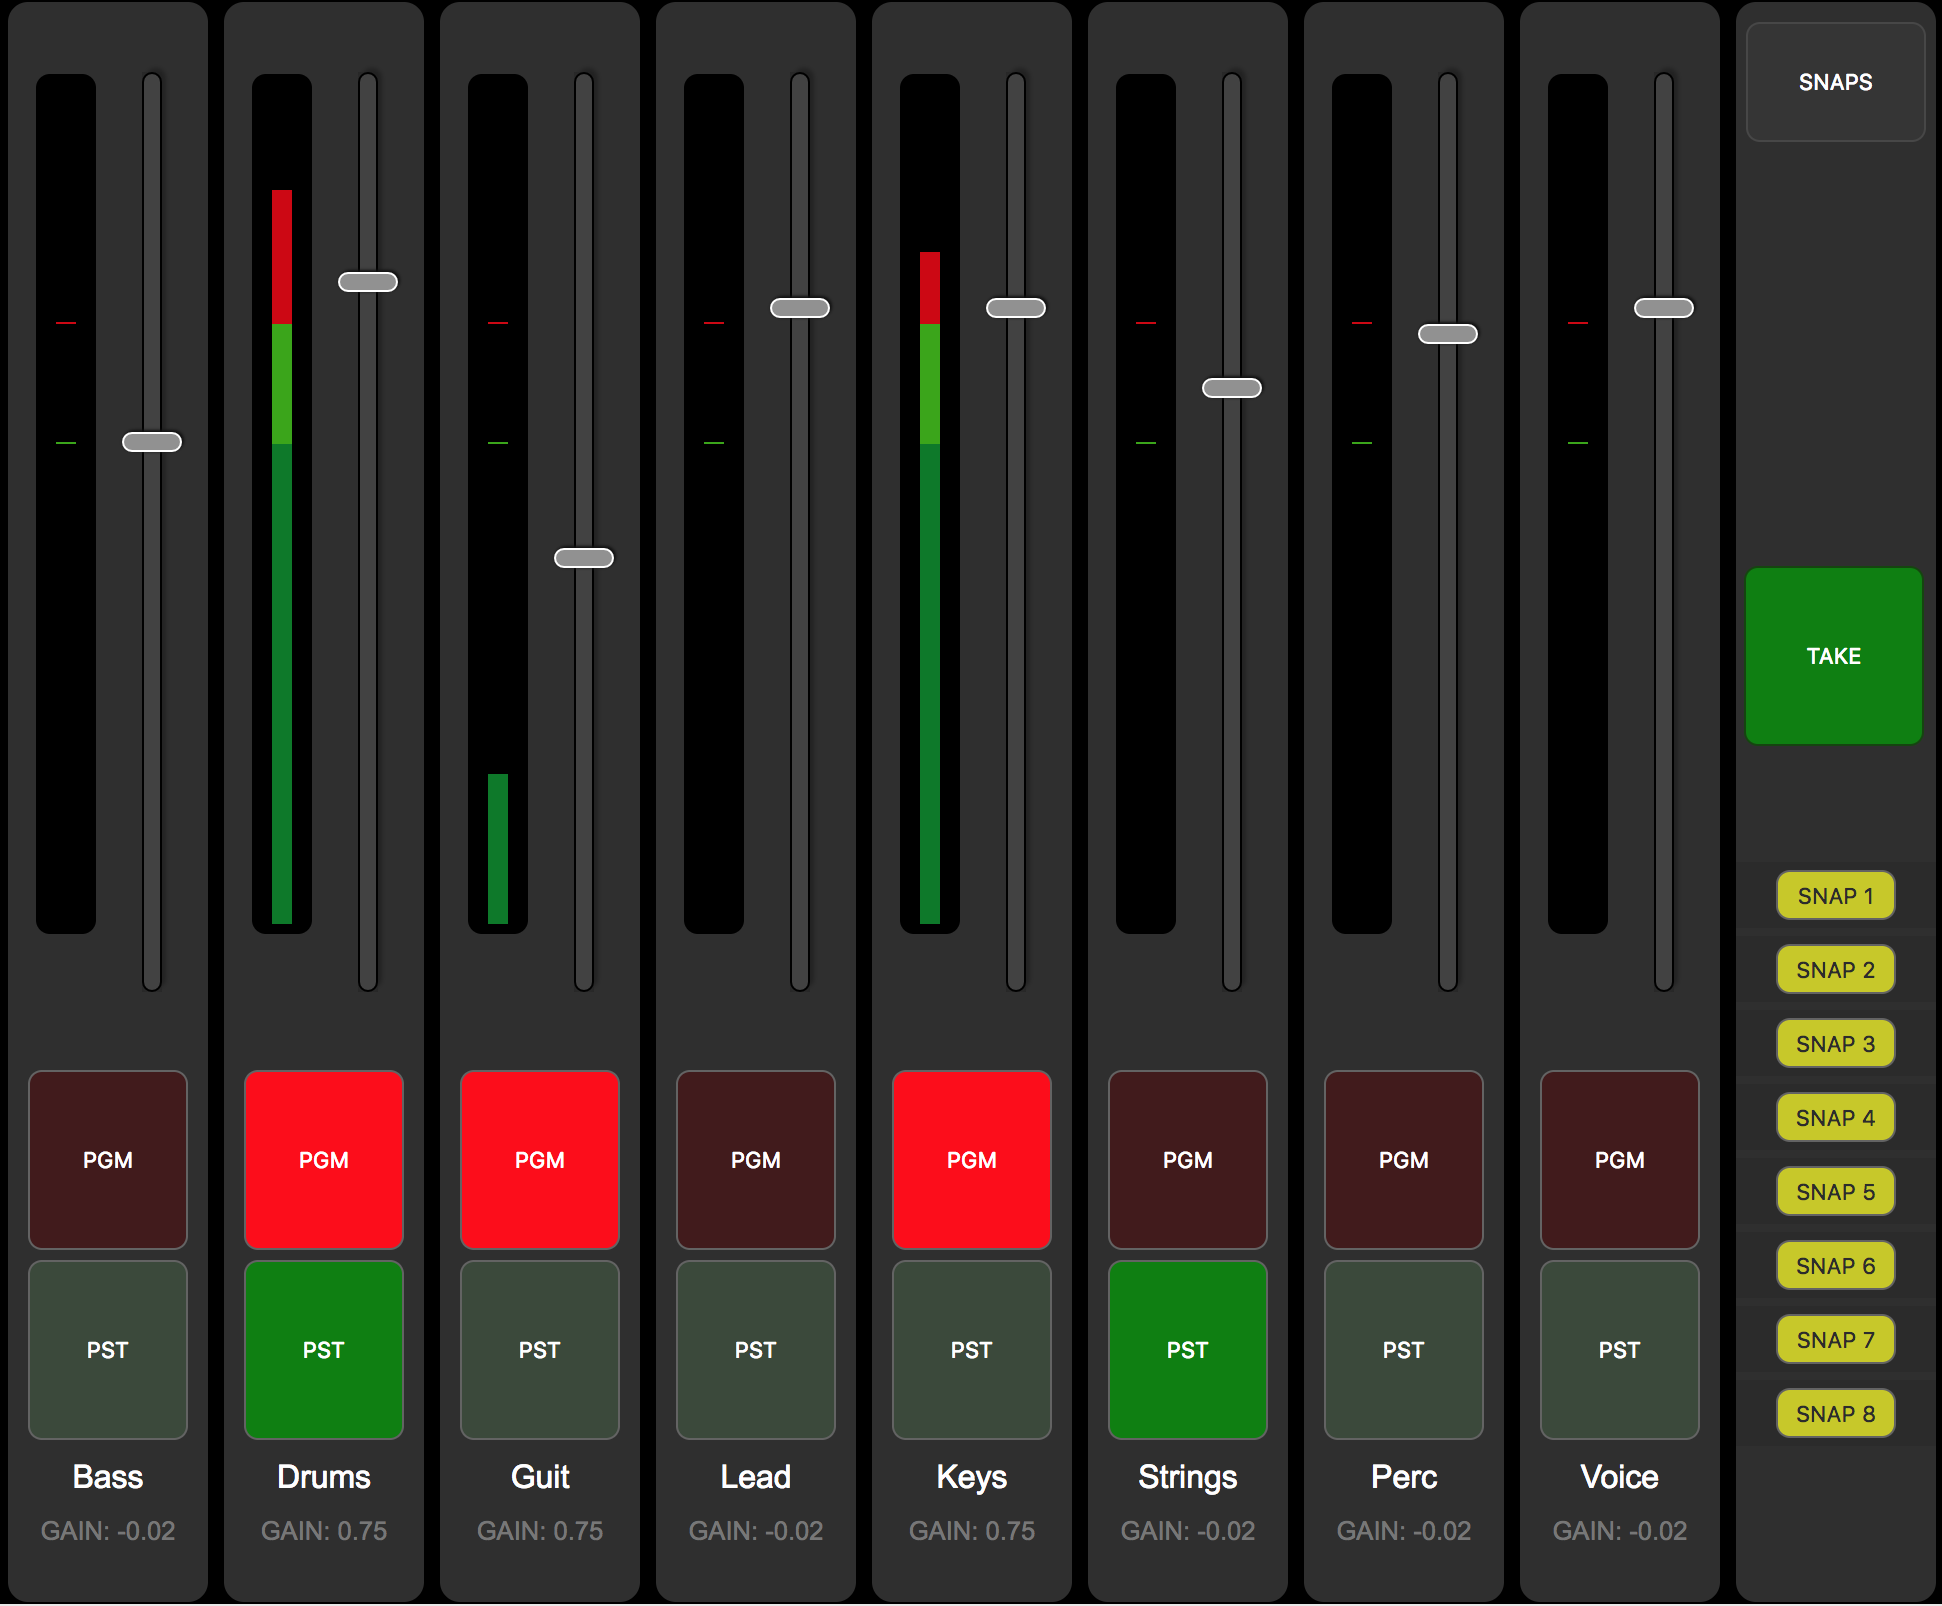 SNAPS
TAKE
SNAP 1
SNAP 2
SNAP 3
SNAP 4
SNAP 5
SNAP 6
SNAP 7
SNAP 8
PGM PGM PGM PGM PGM PGM PGM PGM
PST PST PST PST PST PST PST PST
Bass Drums Guit Lead Keys Strings Perc Voice
GAIN: -0.02 GAIN: 0.75 GAIN: 0.75 GAIN: -0.02 GAIN: 0.75 GAIN: -0.02 GAIN: -0.02 GAIN: -0.02